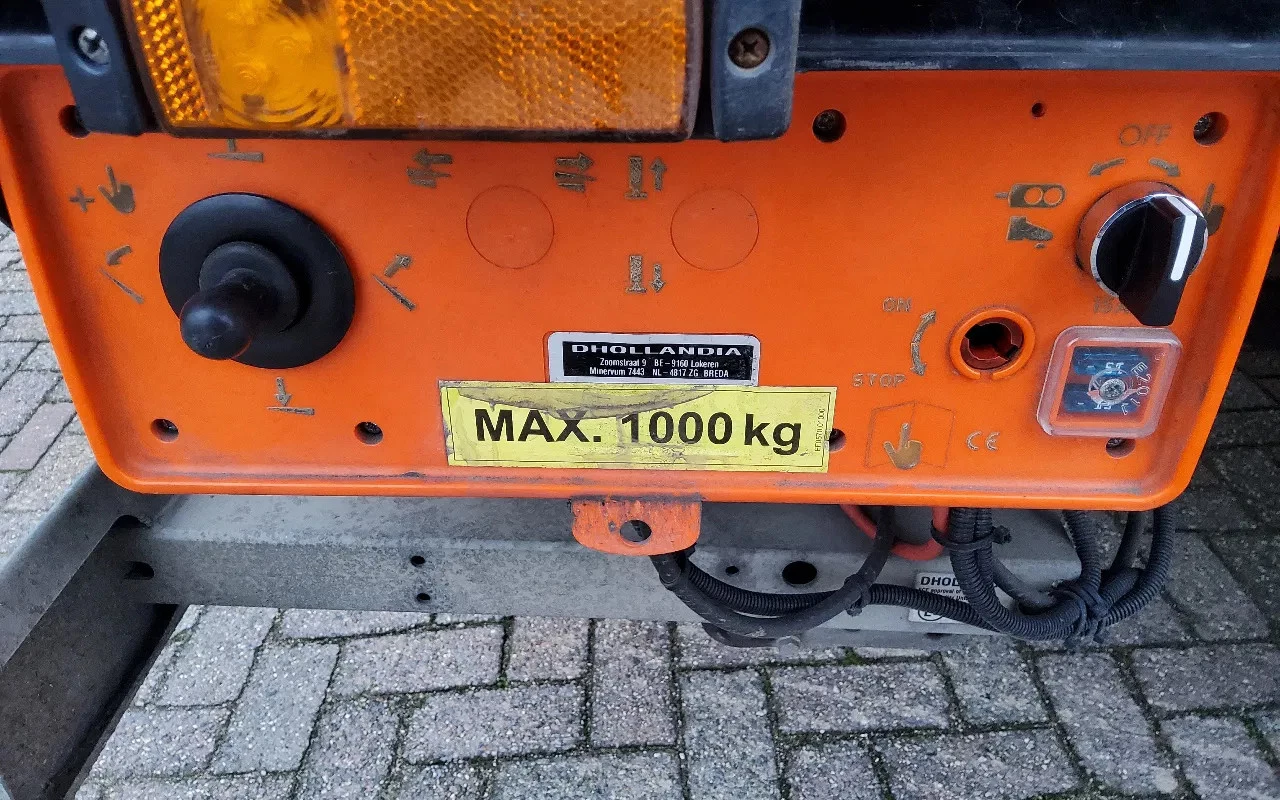 OFF
ON
STOP
DHOLLANDIA
Zoomstraat 9 BE - 9160 Lokeren
Minervum 7443 NL - 4817 ZG BREDA
MAX. 1000 kg
CE
DHOL